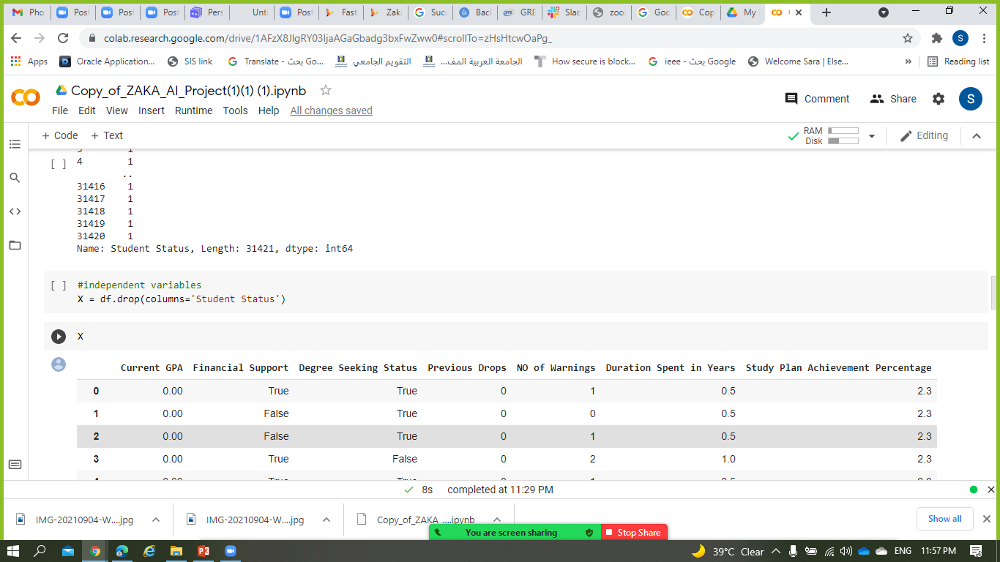 Pho
Post
Post
Post
Pers
Unti
Post
Fast
Zaka
Suc
Back
GRE
Slac
zoo
Goo
Cop
My
colab.research.google.com/drive/1AFzX8JlgRY03IjaAGaGbadg3bxFwZww0#scrollTo=zHsHtcwOaPg_
S
Apps
Oracle Application...
SIS link
Translate - بحث Go...
التقويم الجامعي
الجامعة العربية المف...
How secure is block...
ieee - بحث Google
Welcome Sara | Else...
»
Reading list
Copy_of_ZAKA_AI_Project(1)(1) (1).ipynb
File Edit View Insert Runtime Tools Help All changes saved
Comment
Share
S
+ Code + Text
RAM
Disk
Editing
[ ] 4 1
..
31416 1
31417 1
31418 1
31419 1
31420 1
Name: Student Status, Length: 31421, dtype: int64
[ ] #independent variables
X = df.drop(columns='Student Status')
X
Current GPA Financial Support Degree Seeking Status Previous Drops NO of Warnings Duration Spent in Years Study Plan Achievement Percentage
0 0.00 True True 0 1 0.5 2.3
1 0.00 False True 0 0 0.5 2.3
2 0.00 False True 0 1 0.5 2.3
3 0.00 True False 0 2 1.0 2.3
8s completed at 11:29 PM
IMG-20210904-W....jpg
IMG-20210904-W....jpg
Copy_of_ZAKA_....ipynb
Show all
You are screen sharing
Stop Share
39°C Clear
ENG
11:57 PM